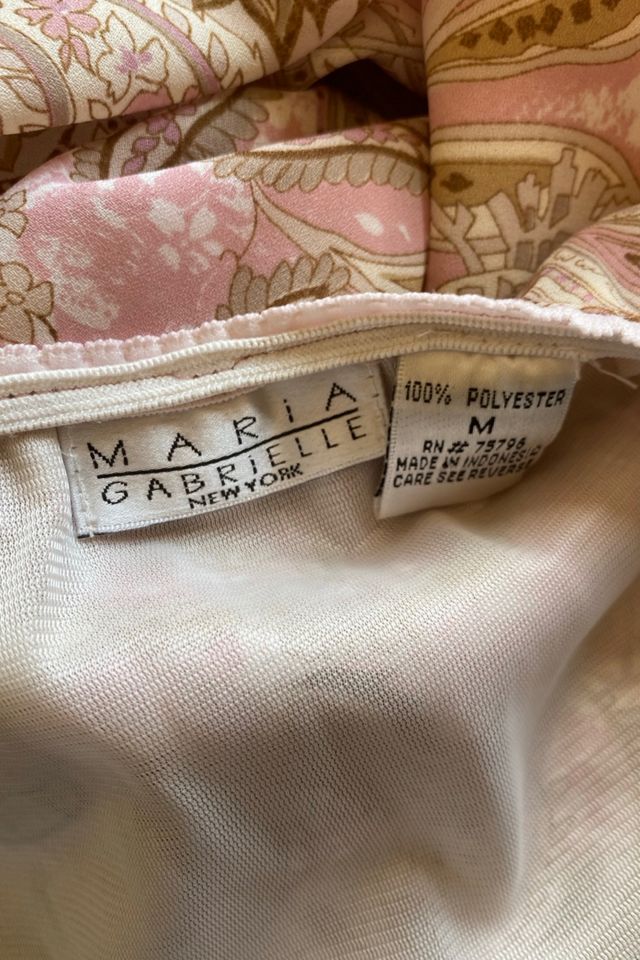 MARiA
GABRiELLE
NEW YORK
100% POLYESTER
M
RN # 75796
MADE IN INDONESIA
CARE SEE REVERSE